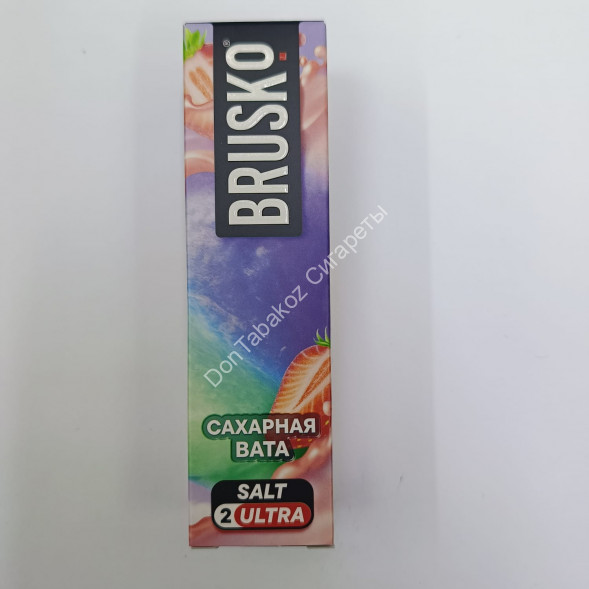 BRUSKO®
DonTabakoz Сигареты
САХАРНАЯ
ВАТА
SALT
2 ULTRA